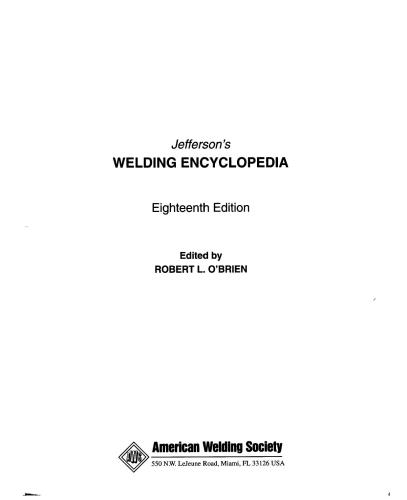 Jefferson's
WELDING ENCYCLOPEDIA
Eighteenth Edition
Edited by
ROBERT L. O'BRIEN
AWS
American Welding Society
550 N.W. LeJeune Road, Miami, FL 33126 USA